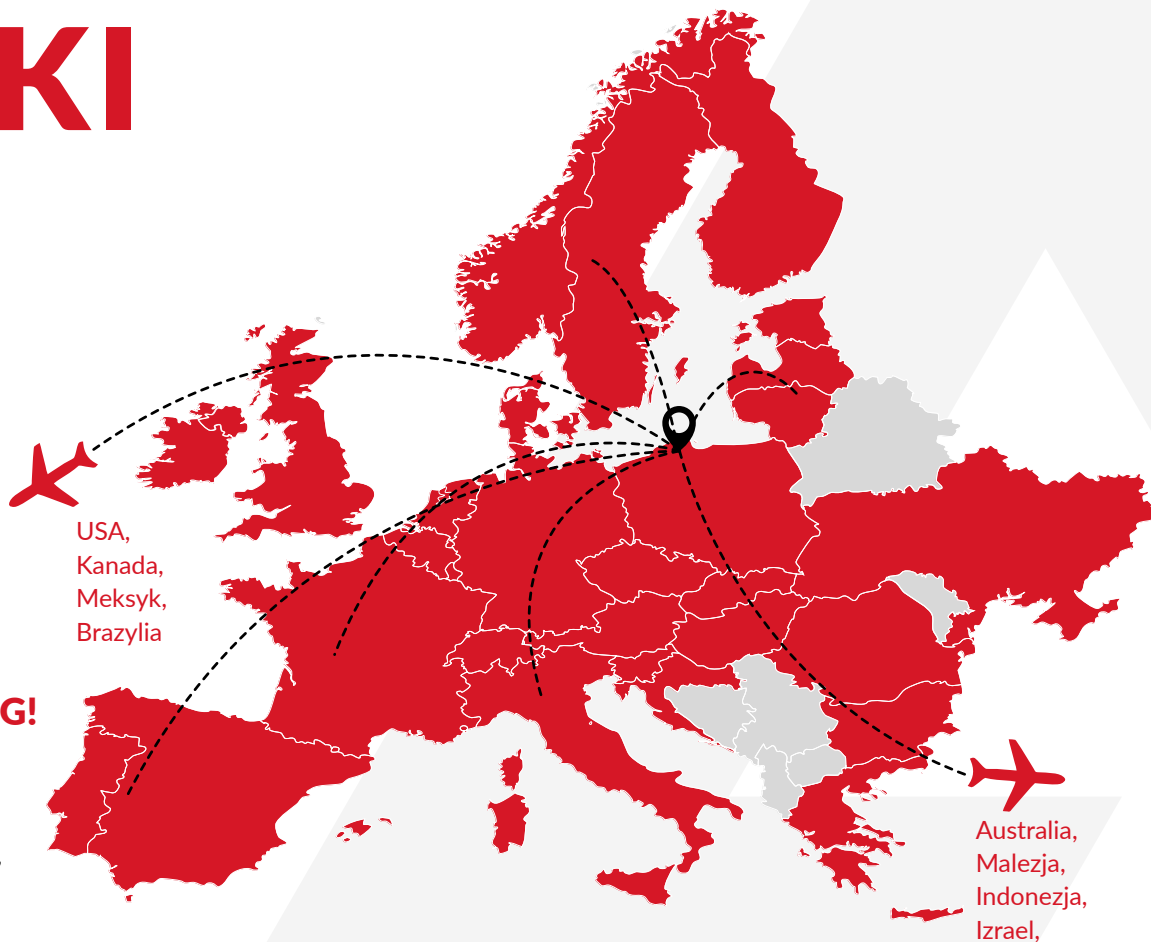 KI
USA,
Kanada,
Meksyk,
Brazylia
G!
Australia,
Malezja,
Indonezja,
Izrael,